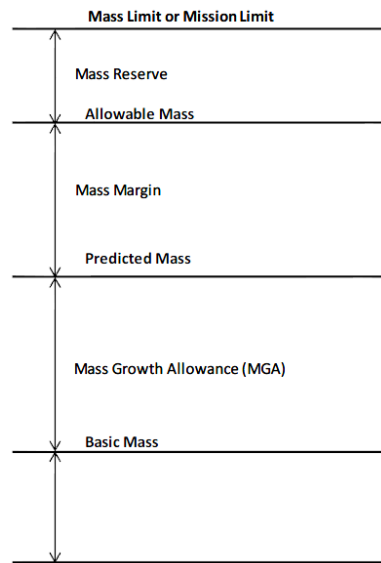 Mass Limit or Mission Limit
Mass Reserve
Allowable Mass
Mass Margin
Predicted Mass
Mass Growth Allowance (MGA)
Basic Mass